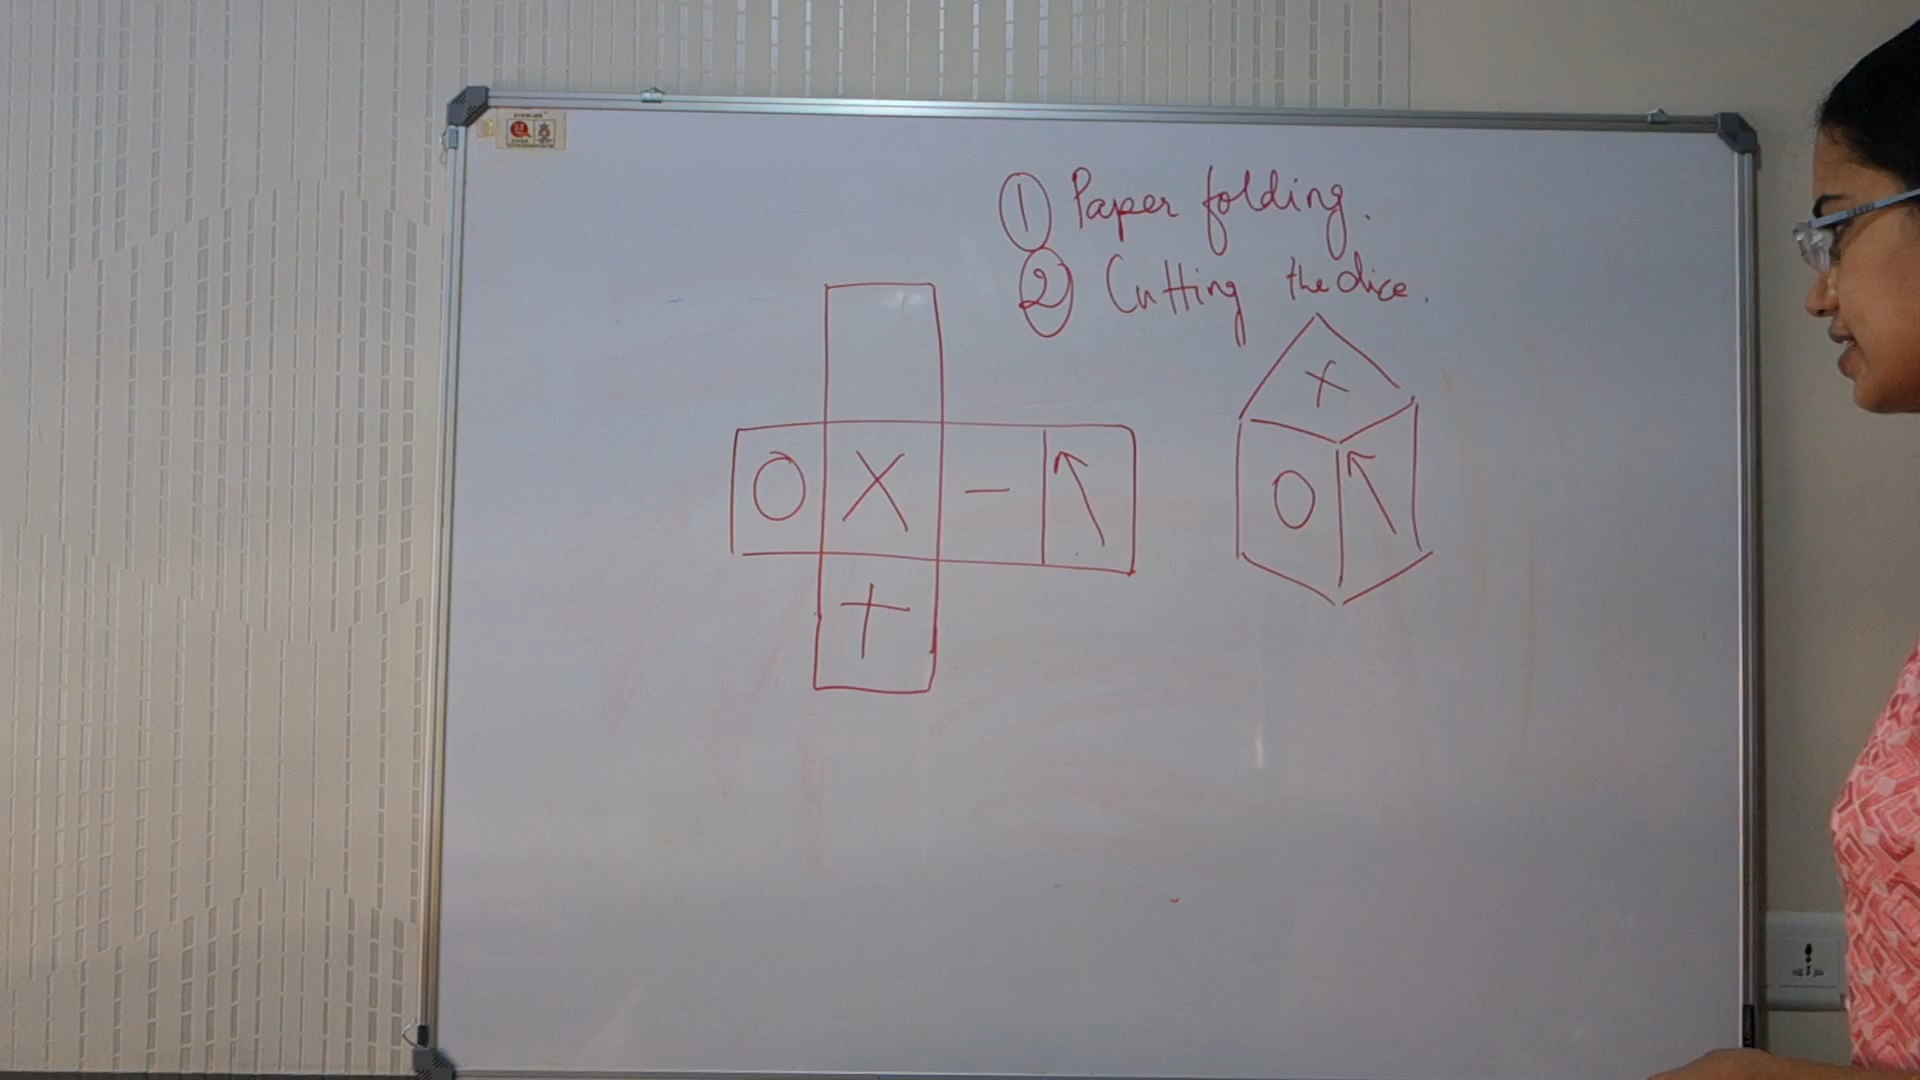 ① Paper folding.
② Cutting the dice.
O X - ↖
+
X
O ↖